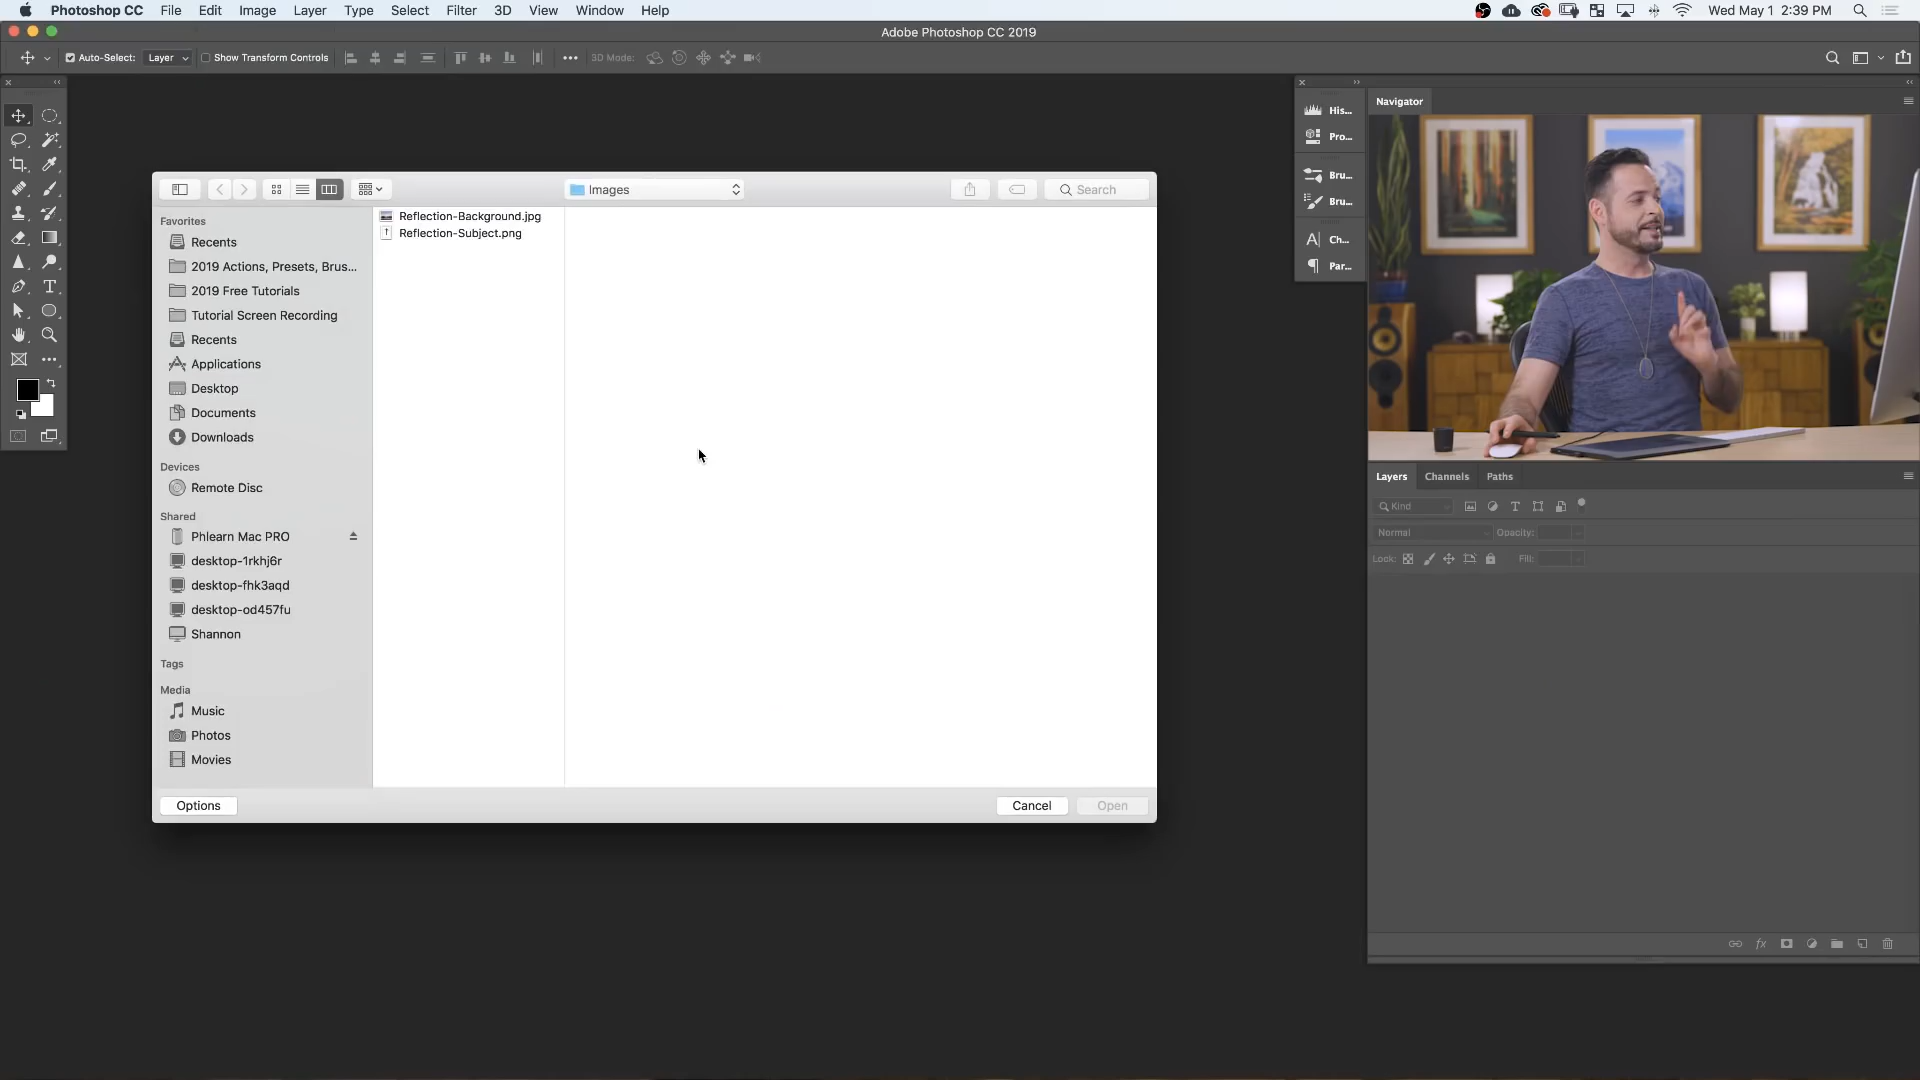 Photoshop CC File Edit Image Layer Type Select Filter 3D View Window Help Wed May 1 2:39 PM
Adobe Photoshop CC 2019
Auto-Select: Layer Show Transform Controls 3D Mode:
Navigator
His...
Pro...
Bru...
Bru...
Ch...
Par...
Images
Search
Favorites
Recents
2019 Actions, Presets, Brus...
2019 Free Tutorials
Tutorial Screen Recording
Recents
Applications
Desktop
Documents
Downloads
Devices
Remote Disc
Shared
Phlearn Mac PRO
desktop-1rkhj6r
desktop-fhk3aqd
desktop-od457fu
Shannon
Tags
Media
Music
Photos
Movies
Reflection-Background.jpg
Reflection-Subject.png
Options
Cancel
Open
Layers Channels Paths
Kind
Normal Opacity:
Lock: Fill:
fx